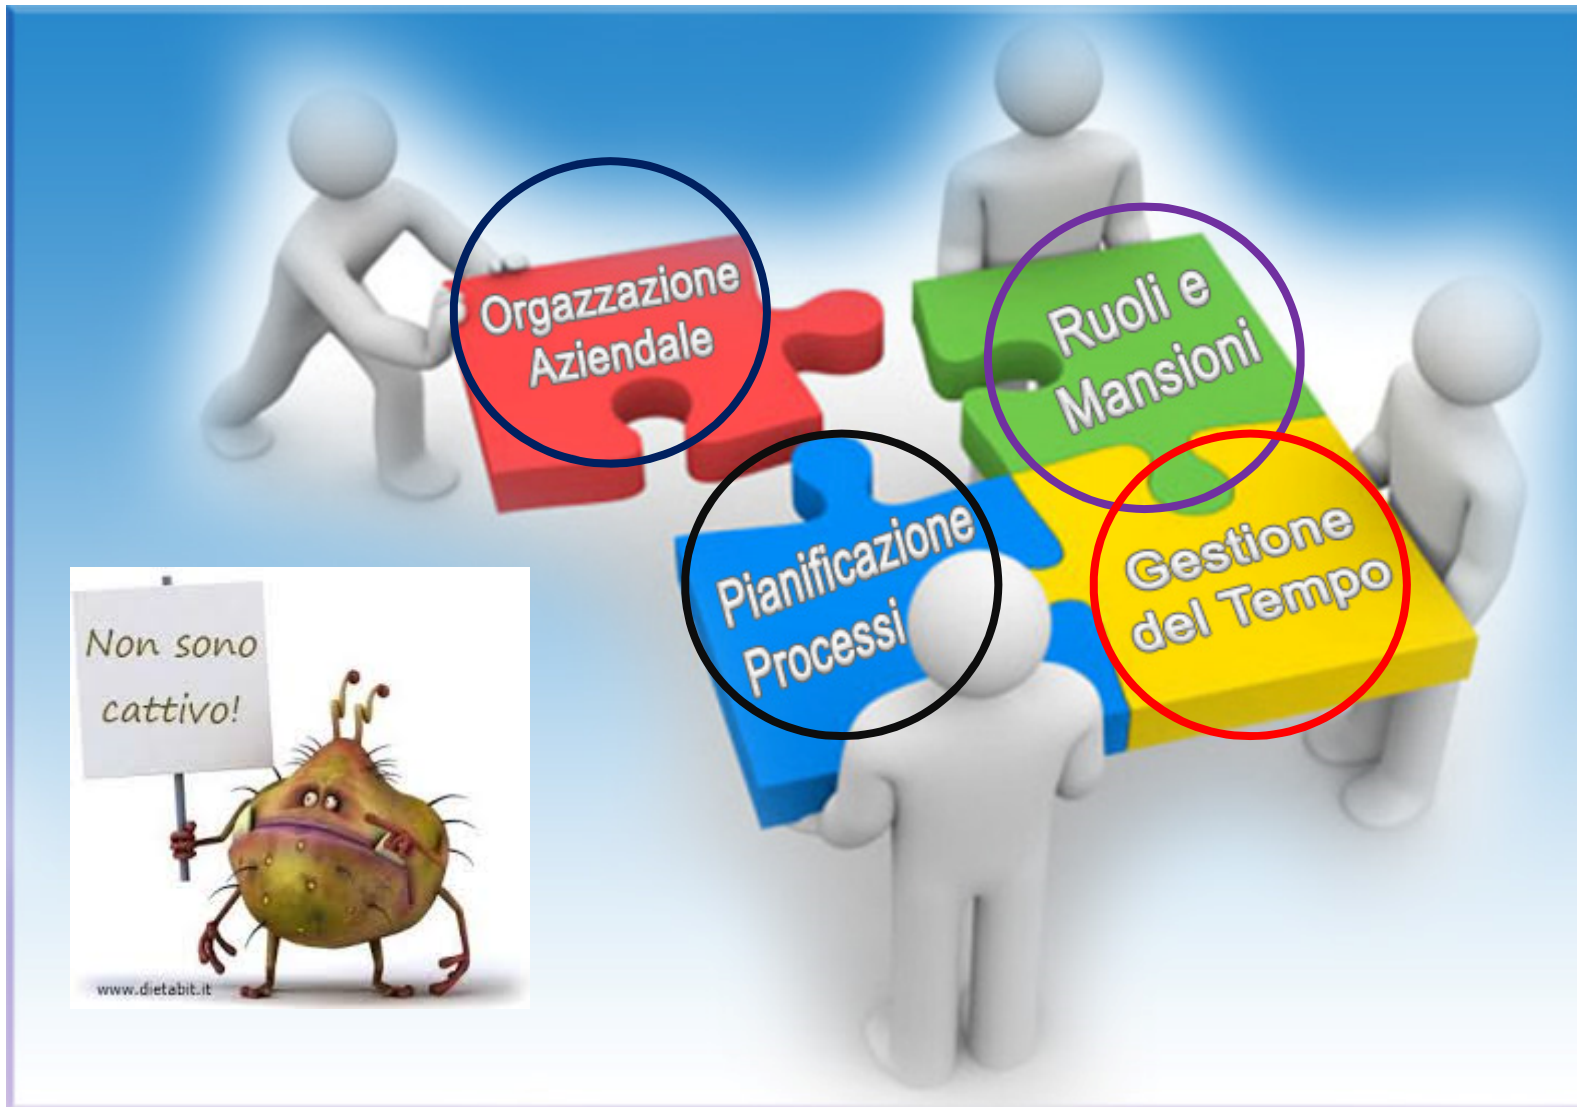 Orgazzazione
Aziendale
Ruoli e
Mansioni
Pianificazione
Processi
Gestione
del Tempo
Non sono
cattivo!
www.dietabit.it